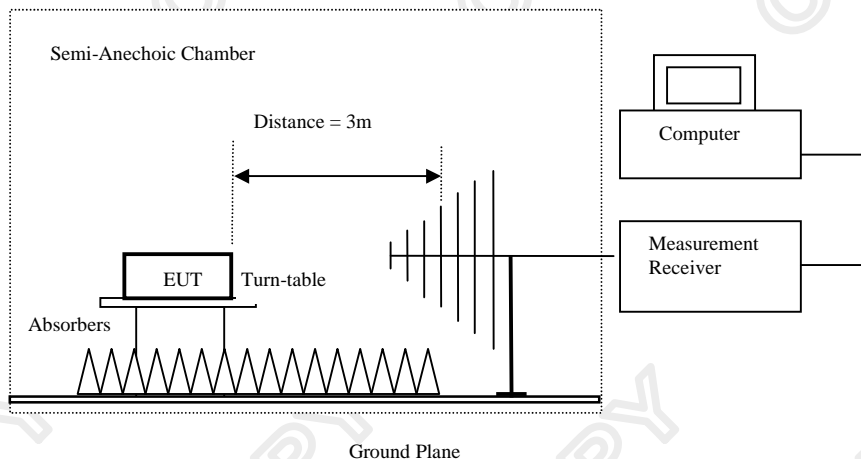 Semi-Anechoic Chamber
Distance = 3m
Computer
Measurement
Receiver
EUT
Turn-table
Absorbers
Ground Plane